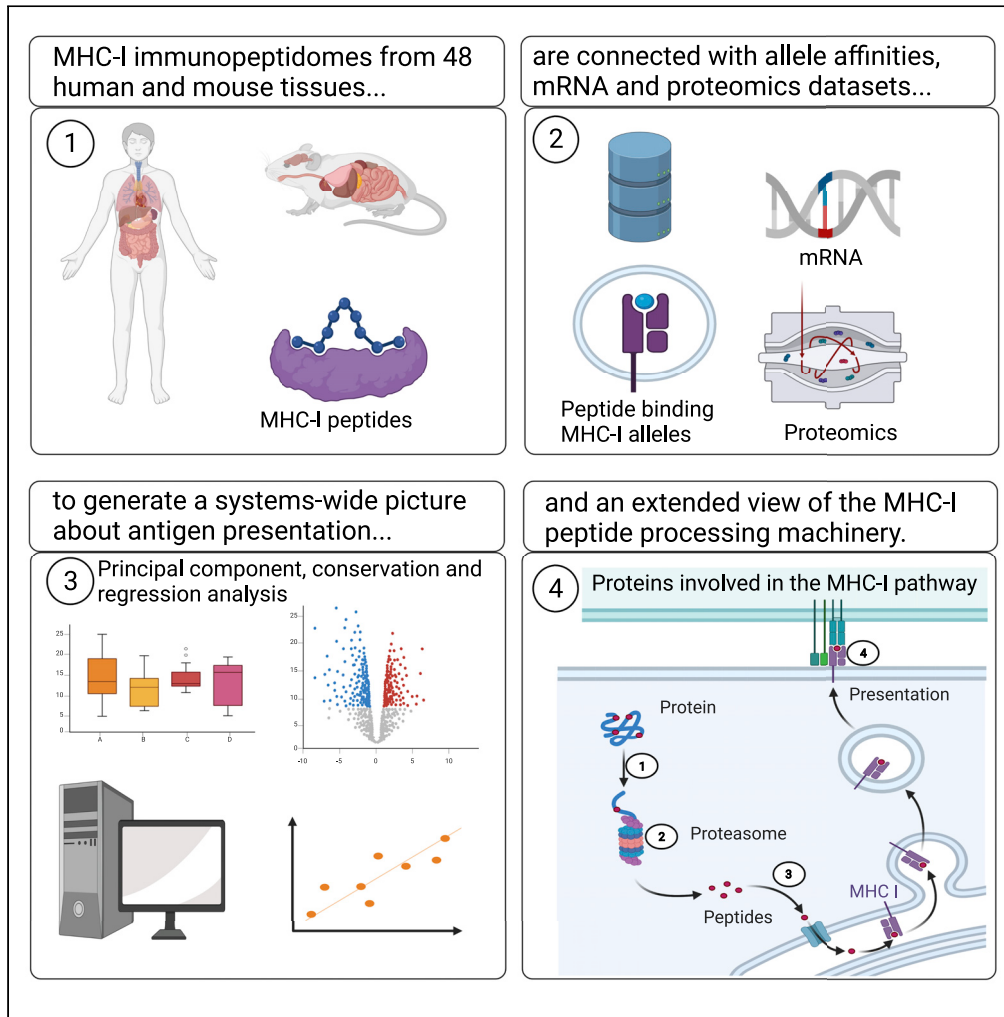 MHC-I immunopeptidomes from 48
human and mouse tissues...
1
MHC-I peptides
are connected with allele affinities,
mRNA and proteomics datasets...
2
mRNA
Peptide binding
MHC-I alleles
Proteomics
to generate a systems-wide picture
about antigen presentation...
3
Principal component, conservation and
regression analysis
25
20
15
10
5
0
A B C D
25
20
15
10
5
0
-10 -5 0 5 10
and an extended view of the MHC-I
peptide processing machinery.
4
Proteins involved in the MHC-I pathway
4
Presentation
Protein
1
2
Proteasome
3
Peptides
MHC I